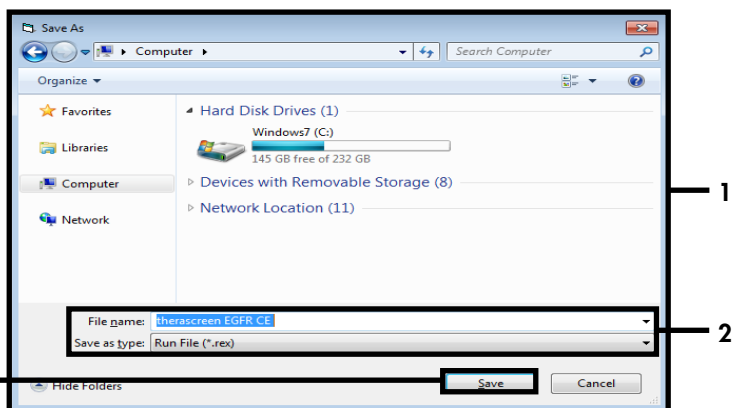 Save As
Computer
Search Computer
Organize
Favorites
Hard Disk Drives (1)
Windows7 (C:)
145 GB free of 232 GB
Libraries
Computer
Devices with Removable Storage (8)
1
Network Location (11)
Network
File name: therascreen EGFR CE
2
Save as type: Run File (*.rex)
Hide Folders
Save
Cancel